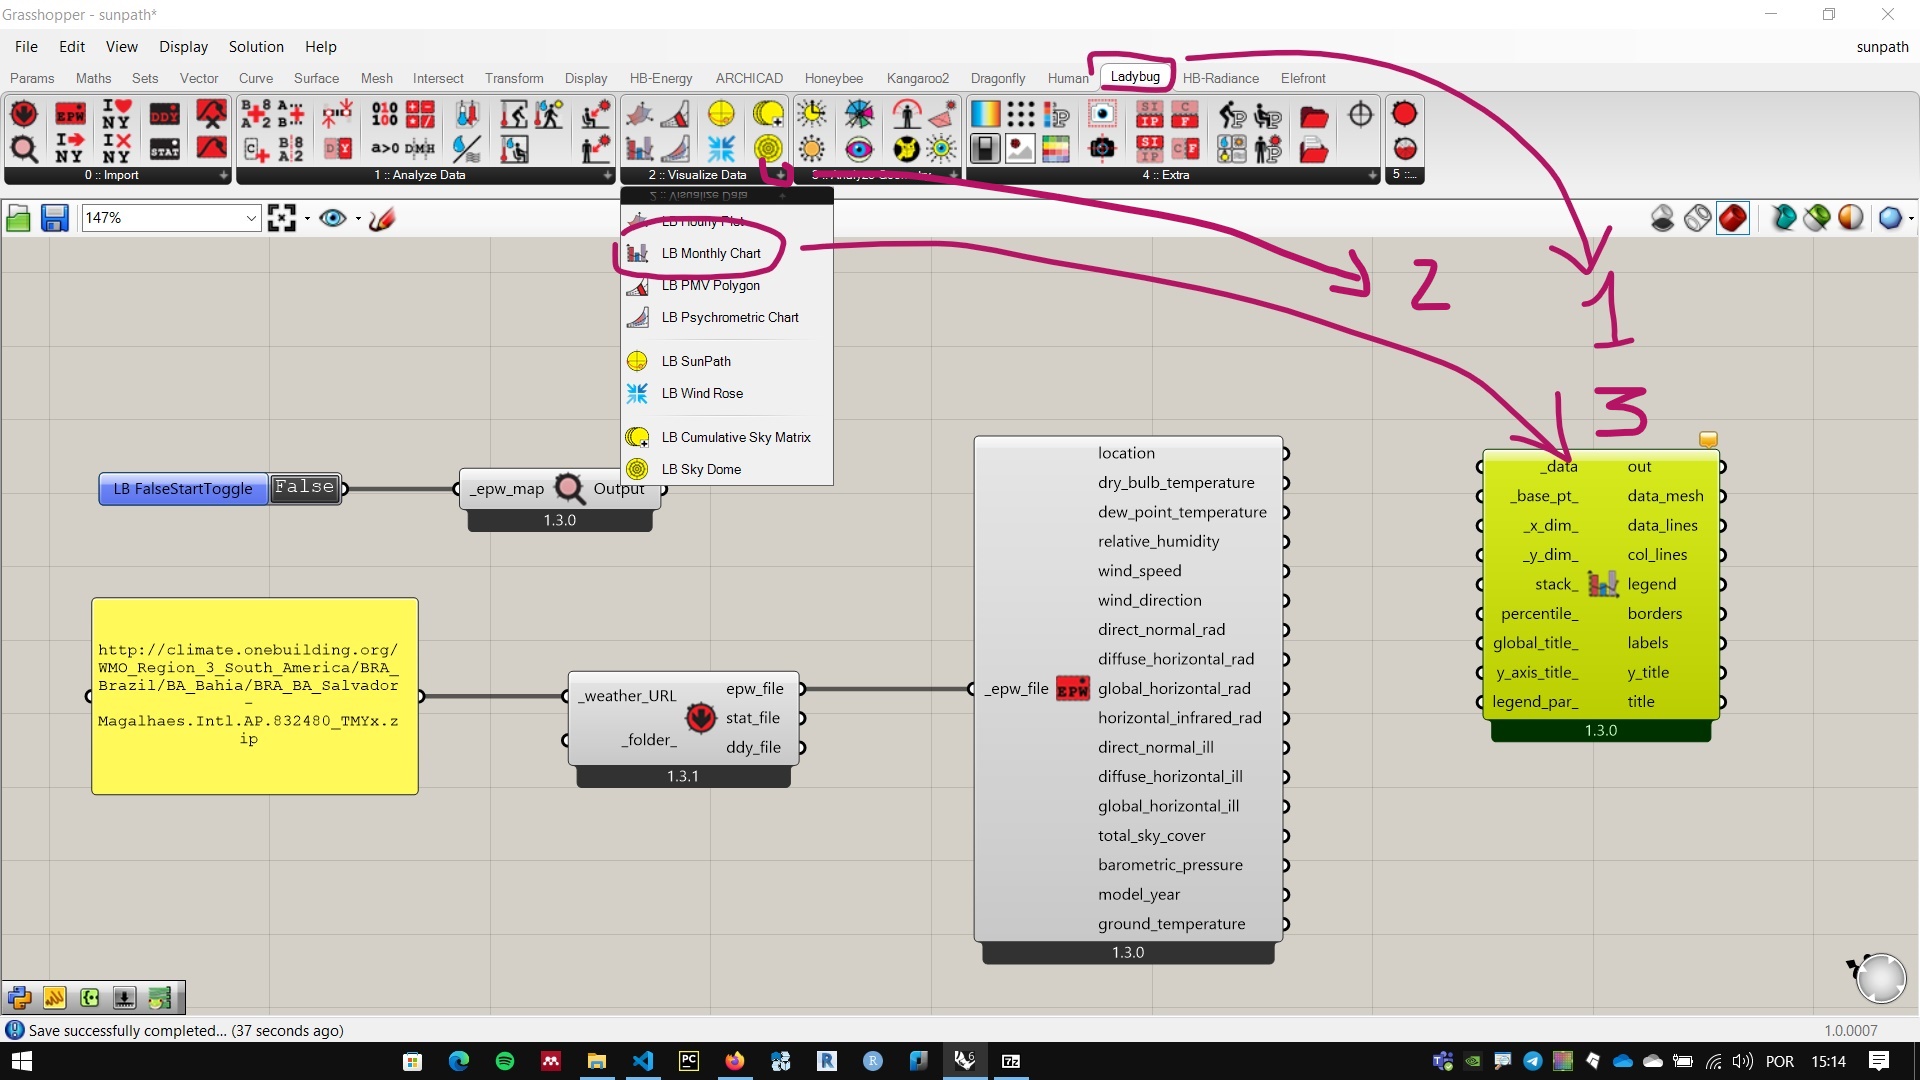 Grasshopper - sunpath*
File Edit View Display Solution Help
sunpath
Params Maths Sets Vector Curve Surface Mesh Intersect Transform Display HB-Energy ARCHICAD Honeybee Kangaroo2 Dragonfly Human Ladybug HB-Radiance Elefront
0 :: Import
1 :: Analyze Data
2 :: Visualize Data
3 :: Analyze Geometry
4 :: Extra
5 ::...
147%
2 :: Visualize Data
LB Hourly Plot
LB Monthly Chart
LB PMV Polygon
LB Psychrometric Chart
LB SunPath
LB Wind Rose
LB Cumulative Sky Matrix
LB Sky Dome
1
2
3
LB FalseStartToggle False
_epw_map Output
1.3.0
http://climate.onebuilding.org/
WMO_Region_3_South_America/BRA_
Brazil/BA_Bahia/BRA_BA_Salvador
-
Magalhaes.Intl.AP.832480_TMYx.z
ip
_weather_URL
_folder_
epw_file
stat_file
ddy_file
1.3.1
_epw_file
EPW
location
dry_bulb_temperature
dew_point_temperature
relative_humidity
wind_speed
wind_direction
direct_normal_rad
diffuse_horizontal_rad
global_horizontal_rad
horizontal_infrared_rad
direct_normal_ill
diffuse_horizontal_ill
global_horizontal_ill
total_sky_cover
barometric_pressure
model_year
ground_temperature
1.3.0
_data out
_base_pt_ data_mesh
_x_dim_ data_lines
_y_dim_ col_lines
stack_ legend
percentile_ borders
global_title_ labels
y_axis_title_ y_title
legend_par_ title
1.3.0
Save successfully completed... (37 seconds ago)
1.0.0007
POR 15:14